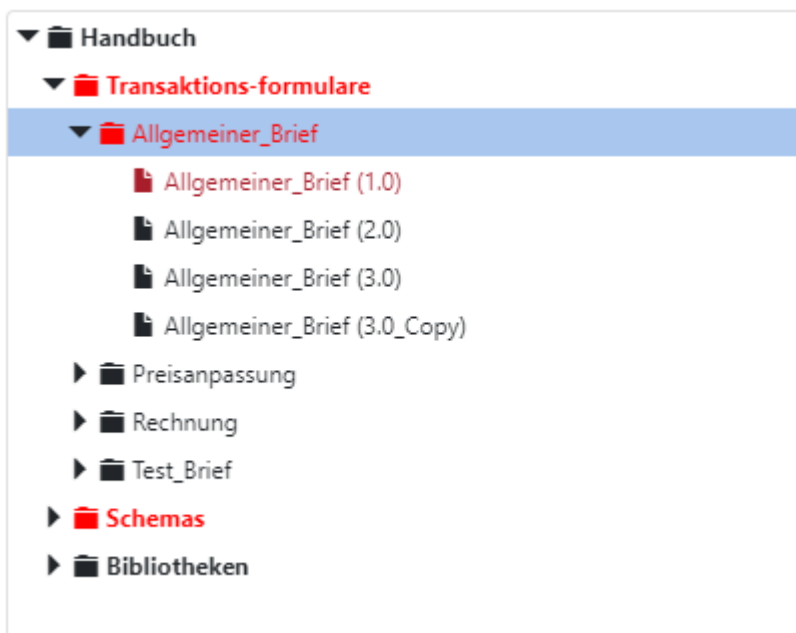 Handbuch
Transaktions-formulare
Allgemeiner_Brief
Allgemeiner_Brief (1.0)
Allgemeiner_Brief (2.0)
Allgemeiner_Brief (3.0)
Allgemeiner_Brief (3.0_Copy)
Preisanpassung
Rechnung
Test_Brief
Schemas
Bibliotheken